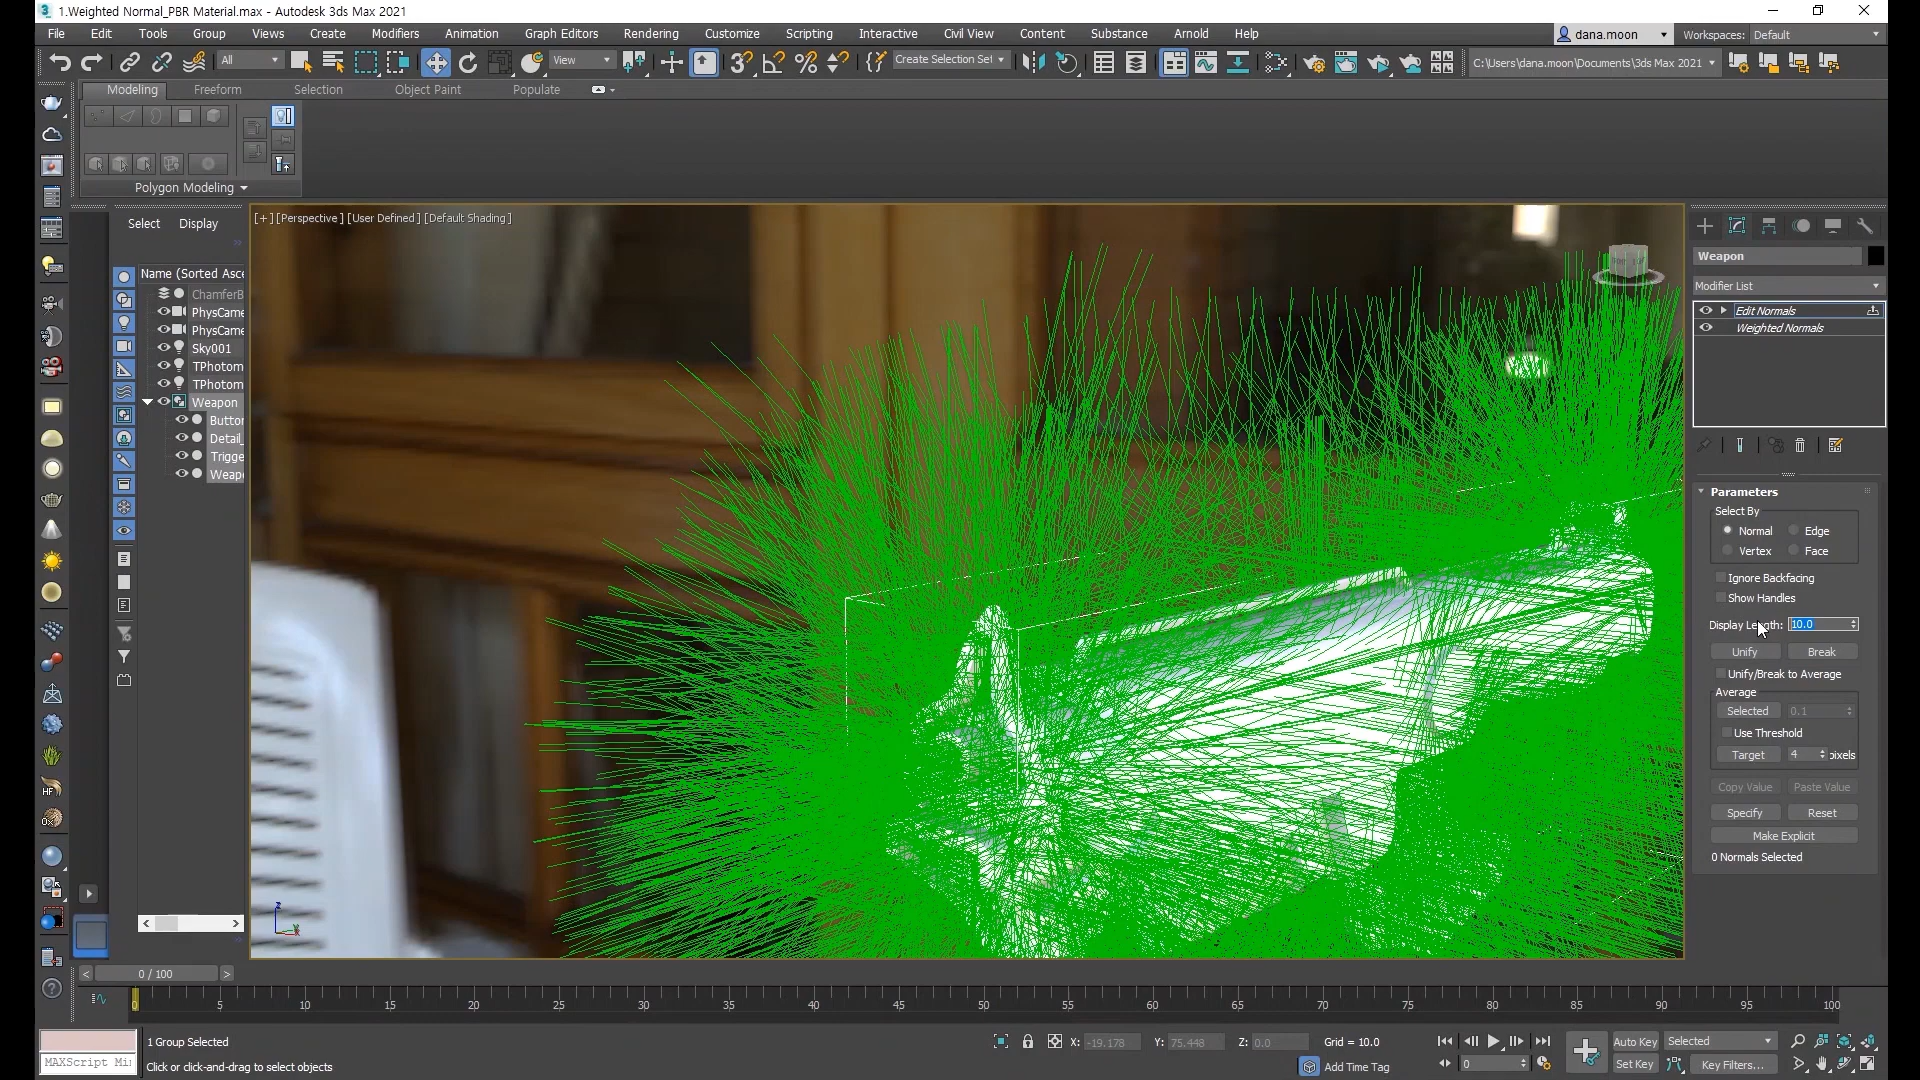 1.Weighted Normal_PBR Material.max - Autodesk 3ds Max 2021
File Edit Tools Group Views Create Modifiers Animation Graph Editors Rendering Customize Scripting Interactive Civil View Content Substance Arnold Help
dana.moon
Workspaces: Default
All
View
Create Selection Set
C:\Users\dana.moon\Documents\3ds Max 2021
Modeling Freeform Selection Object Paint Populate
Polygon Modeling
Select Display
Name (Sorted Asce
ChamferB
PhysCame
PhysCame
Sky001
TPhotom
TPhotom
Weapon
Button
Detail_
Trigge
Weapo
[+] [Perspective] [User Defined] [Default Shading]
Weapon
Modifier List
Edit Normals
Weighted Normals
Parameters
Select By
Normal Edge
Vertex Face
Ignore Backfacing
Show Handles
Display Length: 10.0
Unify Break
Unify/Break to Average
Average
Selected 0.1
Use Threshold
Target 4 pixels
Copy Value Paste Value
Specify Reset
Make Explicit
0 Normals Selected
z
0 / 100
0 5 10 15 20 25 30 35 40 45 50 55 60 65 70 75 80 85 90 95 100
1 Group Selected
X: -19.178 Y: 75.448 Z: 0.0 Grid = 10.0
Auto Key Selected
MAXScript Mi
Click or click-and-drag to select objects
Add Time Tag
0
Set Key Key Filters...